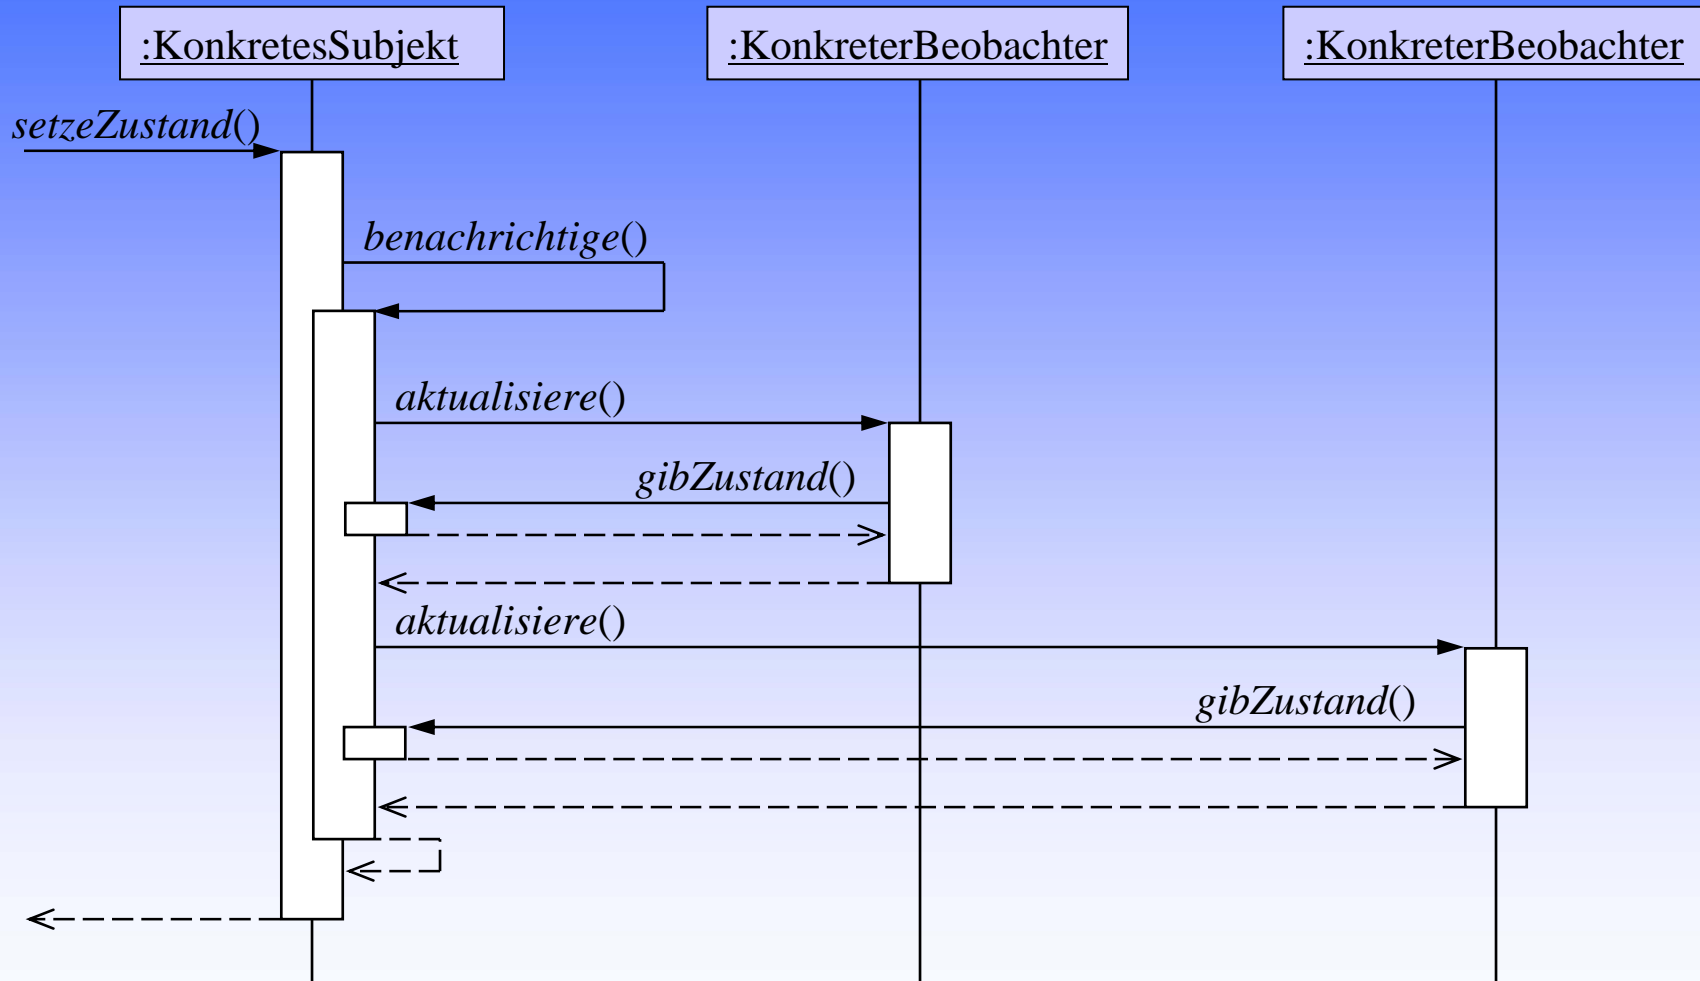 :KonkretesSubjekt
:KonkreterBeobachter
:KonkreterBeobachter
setzeZustand()
benachrichtige()
aktualisiere()
gibZustand()
aktualisiere()
gibZustand()